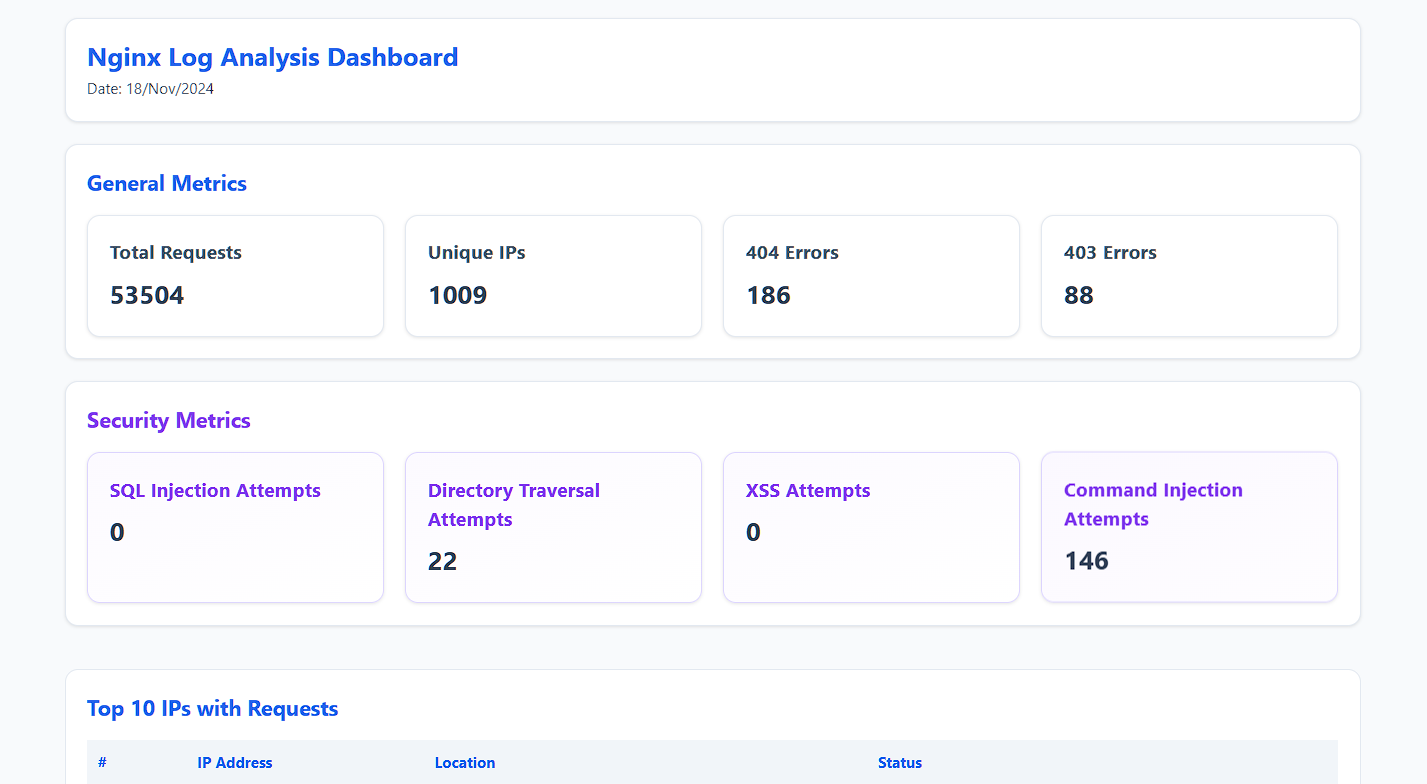 Nginx Log Analysis Dashboard
Date: 18/Nov/2024
General Metrics
Total Requests
53504
Unique IPs
1009
404 Errors
186
403 Errors
88
Security Metrics
SQL Injection Attempts
0
Directory Traversal
Attempts
22
XSS Attempts
0
Command Injection
Attempts
146
Top 10 IPs with Requests
# IP Address Location Status